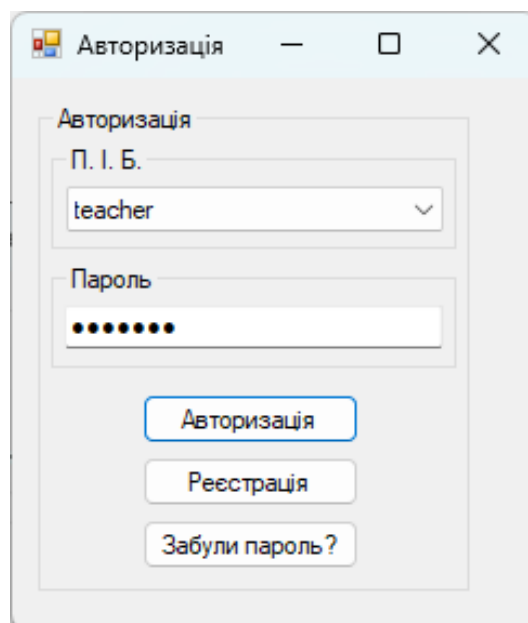 Авторизація
Авторизація
П. І. Б.
teacher
Пароль
•••••••
Авторизація
Реєстрація
Забули пароль?